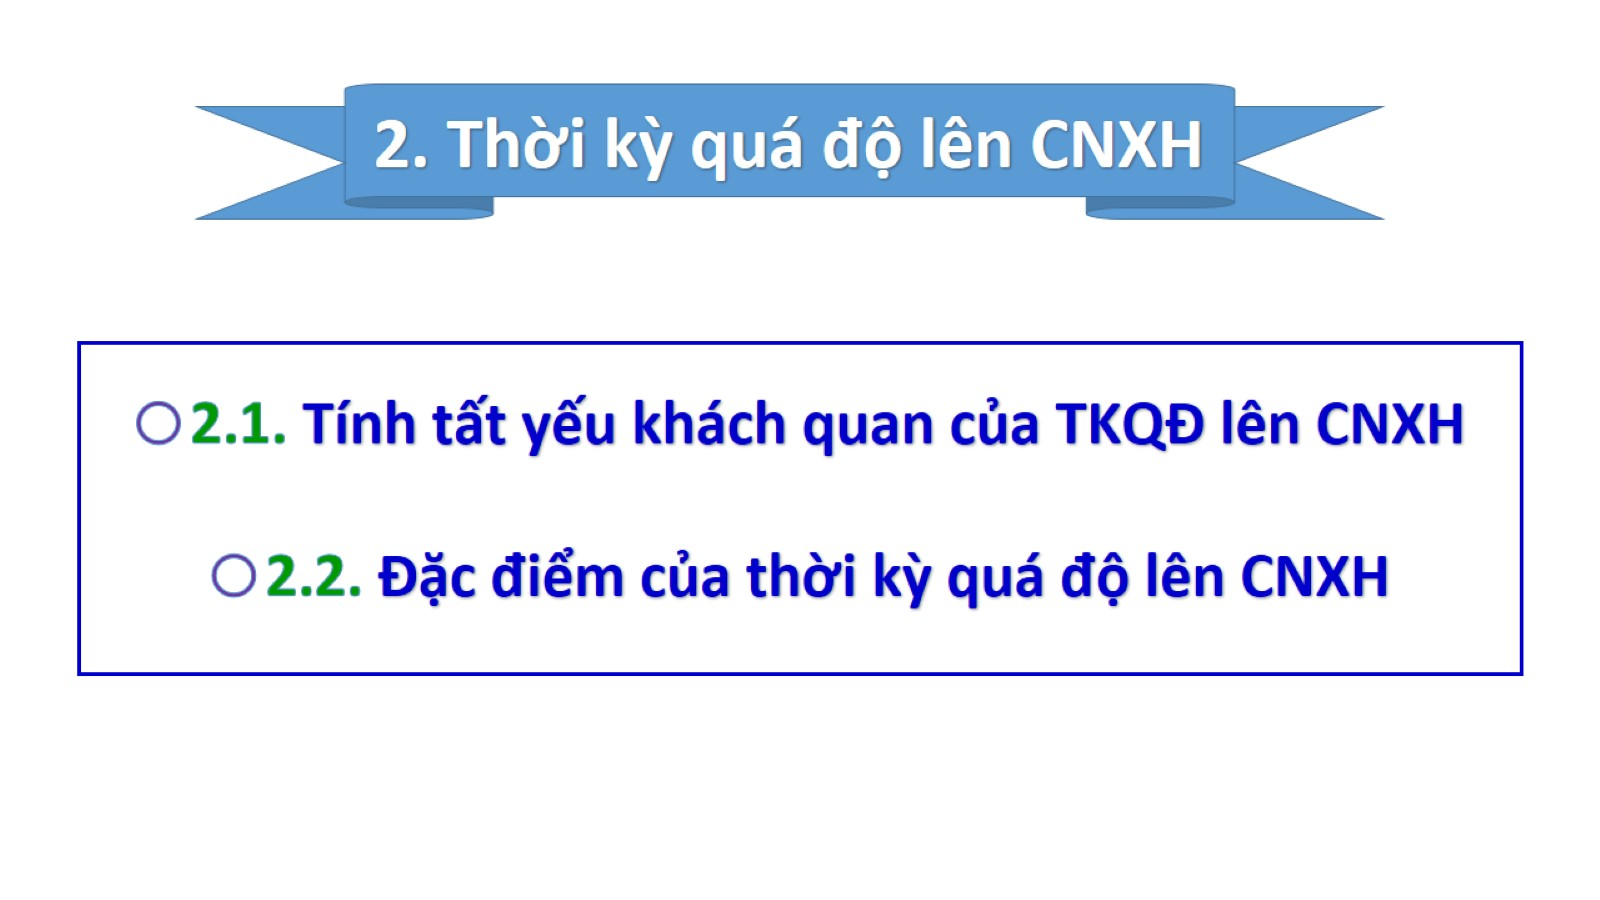 2. Thời kỳ quá độ lên CNXH
2.1. Tính tất yếu khách quan của TKQĐ lên CNXH
2.2. Đặc điểm của thời kỳ quá độ lên CNXH